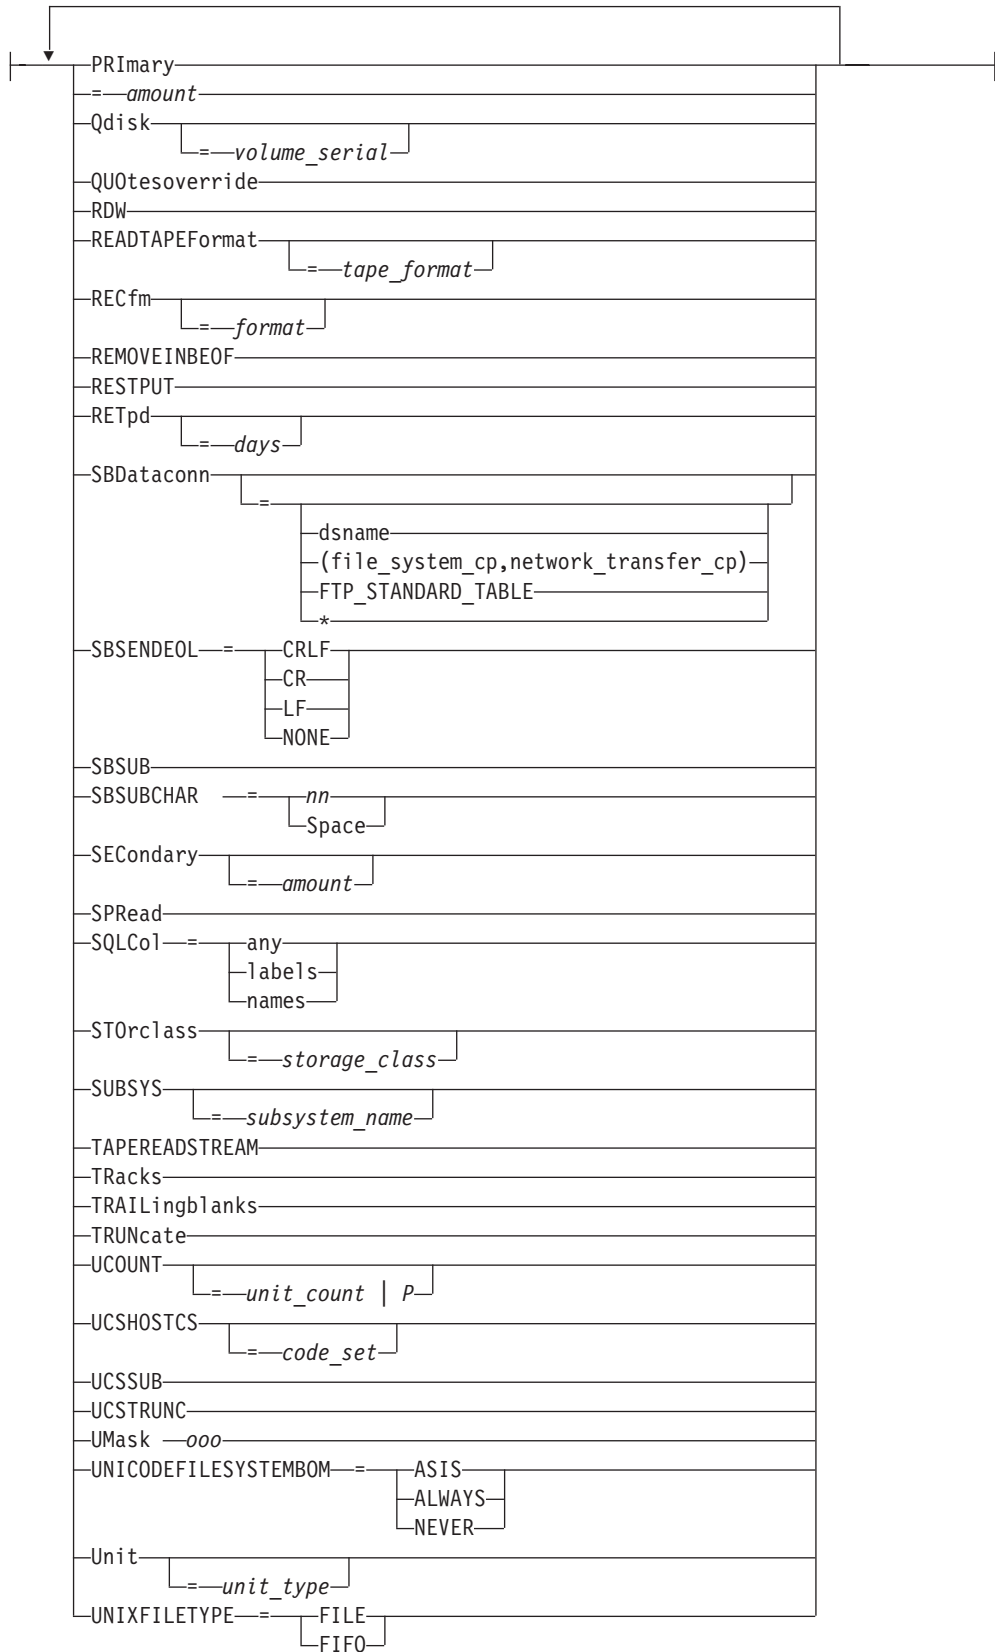 PRImary
=amount
Qdisk
=volume_serial
QUOtesoverride
RDW
READTAPEFormat
=tape_format
RECfm
=format
REMOVEINBEOF
RESTPUT
RETpd
=days
SBDataconn
=
dsname
(file_system_cp,network_transfer_cp)
FTP_STANDARD_TABLE
*
SBSENDEOL = CRLF
CR
LF
NONE
SBSUB
SBSUBCHAR = nn
Space
SECondary
=amount
SPRead
SQLCol = any
labels
names
STOrclass
=storage_class
SUBSYS
=subsystem_name
TAPEREADSTREAM
TRacks
TRAILingblanks
TRUNcate
UCOUNT
=unit_count | P
UCSHOSTCS
=code_set
UCSSUB
UCSTRUNC
UMask ooo
UNICODEFILESYSTEMBOM = ASIS
ALWAYS
NEVER
Unit
=unit_type
UNIXFILETYPE = FILE
FIFO